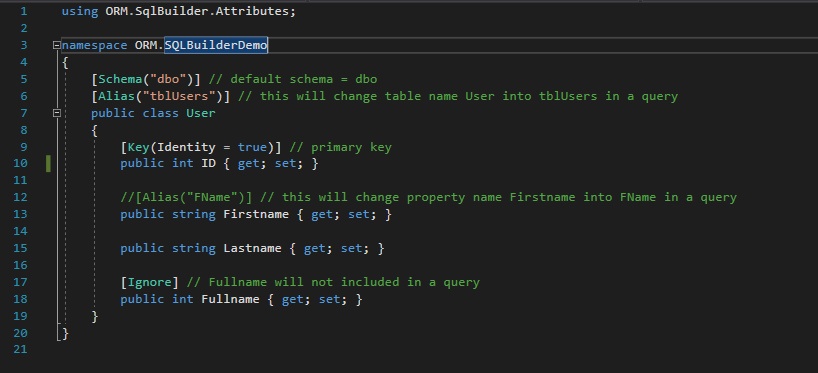 1 using ORM.SqlBuilder.Attributes;
2
3 namespace ORM.SQLBuilderDemo
4 {
5 [Schema("dbo")] // default schema = dbo
6 [Alias("tblUsers")] // this will change table name User into tblUsers in a query
7 public class User
8 {
9 [Key(Identity = true)] // primary key
10 public int ID { get; set; }
11
12 //[Alias("FName")] // this will change property name Firstname into FName in a query
13 public string Firstname { get; set; }
14
15 public string Lastname { get; set; }
16
17 [Ignore] // Fullname will not included in a query
18 public int Fullname { get; set; }
19 }
20 }
21